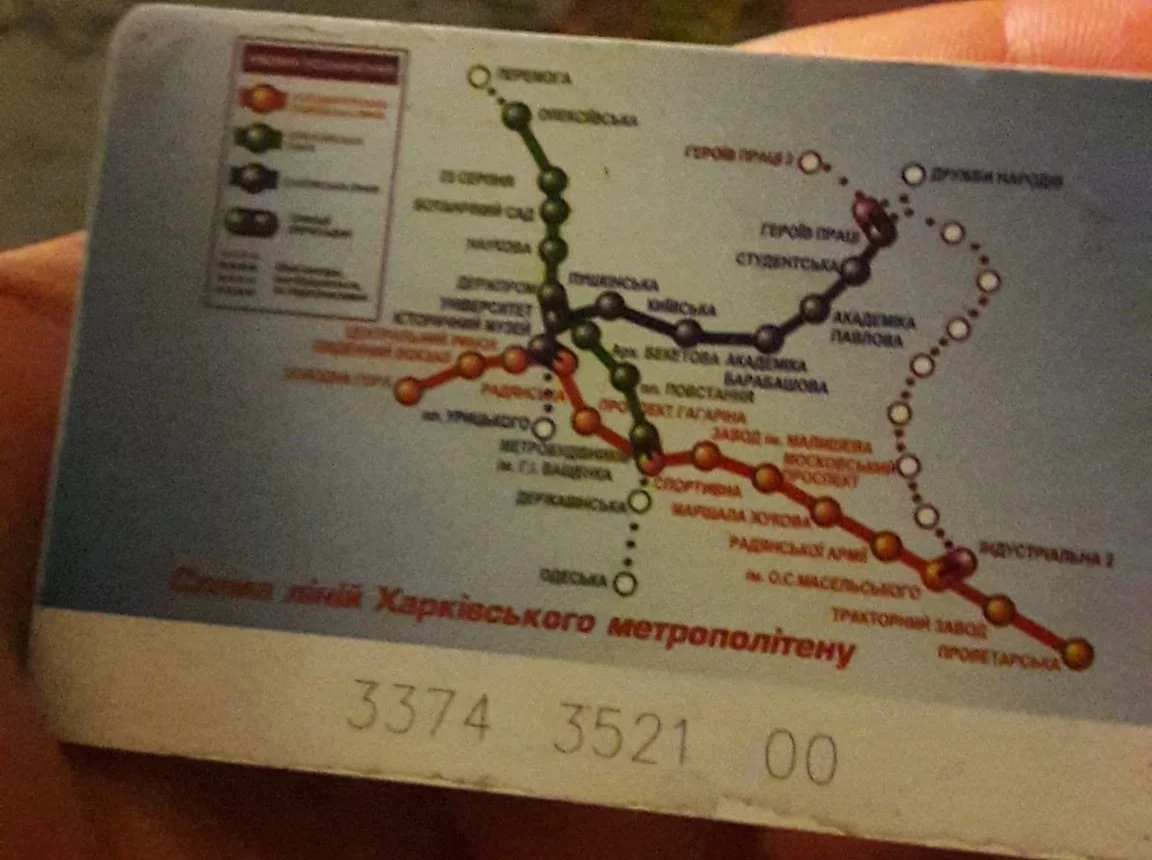 ПЕРЕМОГА
ОЛЕКСІЇВСЬКА
23 СЕРПНЯ
БОТАНІЧНИЙ САД
НАУКОВА
ДЕРЖПРОМ
УНІВЕРСИТЕТ
ІСТОРИЧНИЙ МУЗЕЙ
ЦЕНТРАЛЬНИЙ РИНОК
ПІВДЕННИЙ ВОКЗАЛ
ХОЛОДНА ГОРА
РАДЯНСЬКА
пл. УРИЦЬКОГО
ПУШКІНСЬКА
КИЇВСЬКА
ГЕРОЇВ ПРАЦІ 2
ДРУЖБИ НАРОДІВ
ГЕРОЇВ ПРАЦІ
СТУДЕНТСЬКА
АКАДЕМІКА
ПАВЛОВА
АКАДЕМІКА
БАРАБАШОВА
Арх. БЕКЕТОВА
пл. ПОВСТАННЯ
ПРОСПЕКТ ГАГАРІНА
МЕТРОБУДІВНИКІВ
ім. Г.І. ВАЩЕНКА
СПОРТИВНА
ЗАВОД ім. МАЛИШЕВА
МОСКОВСЬКИЙ
ПРОСПЕКТ
МАРШАЛА ЖУКОВА
РАДЯНСЬКОЇ АРМІЇ
ім. О.С.МАСЕЛЬСЬКОГО
ТРАКТОРНИЙ ЗАВОД
ПРОЛЕТАРСЬКА
ІНДУСТРІАЛЬНА 2
ДЕРЖАВІНСЬКА
ОДЕСЬКА
Схема ліній Харківського метрополітену
3374 3521 00